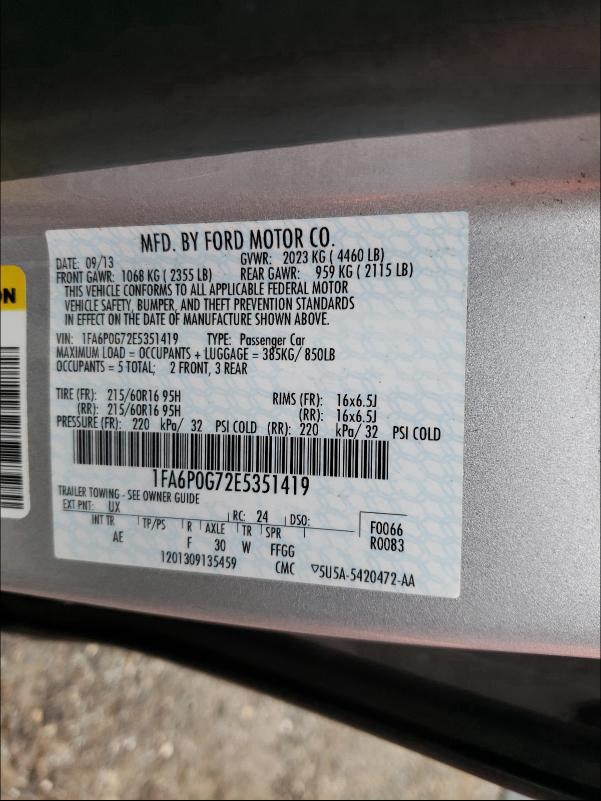 MFD. BY FORD MOTOR CO.
DATE: 09/13 GVWR: 2023 KG ( 4460 LB)
FRONT GAWR: 1068 KG ( 2355 LB) REAR GAWR: 959 KG ( 2115 LB)
THIS VEHICLE CONFORMS TO ALL APPLICABLE FEDERAL MOTOR
VEHICLE SAFETY, BUMPER, AND THEFT PREVENTION STANDARDS
IN EFFECT ON THE DATE OF MANUFACTURE SHOWN ABOVE.
VIN: 1FA6P0G72E5351419 TYPE: Passenger Car
MAXIMUM LOAD = OCCUPANTS + LUGGAGE = 385KG/ 850LB
OCCUPANTS = 5 TOTAL; 2 FRONT, 3 REAR
TIRE (FR): 215/60R16 95H RIMS (FR): 16x6.5J
(RR): 215/60R16 95H (RR): 16x6.5J
PRESSURE (FR): 220 kPa/ 32 PSI COLD (RR): 220 kPa/ 32 PSI COLD
1FA6P0G72E5351419
TRAILER TOWING - SEE OWNER GUIDE
EXT PNT: UX RC: 24 DSO: F0066
INT TR TP/PS R AXLE TR SPR R0083
AE F 30 W FFGG
1201309135459 CMC ▽5U5A-5420472-AA
ON